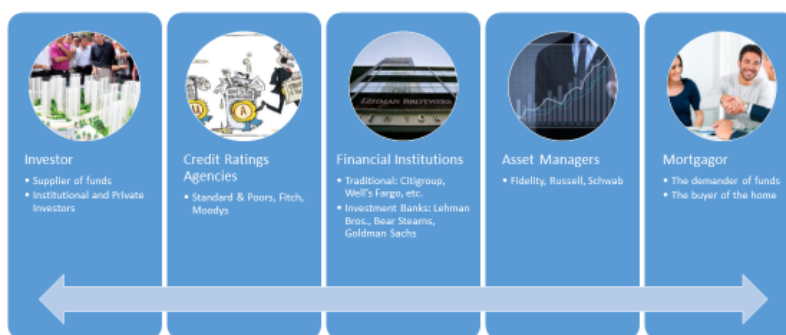 Investor
• Supplier of funds
• Institutional and Private
Investors
Credit Ratings
Agencies
• Standard & Poors, Fitch,
Moodys
LEHMAN BROTHERS
Financial Institutions
• Traditional: Citigroup,
Well's Fargo, etc.
• Investment Banks: Lehman
Bros., Bear Stearns,
Goldman Sachs
Asset Managers
• Fidelity, Russell, Schwab
Mortgagor
• The demander of funds
• The buyer of the home